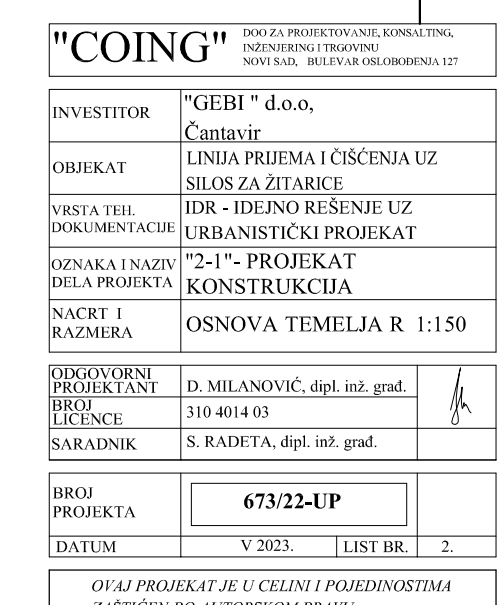 "COING"
DOO ZA PROJEKTOVANJE, KONSALTING,
INŽENJERING I TRGOVINU
NOVI SAD, BULEVAR OSLOBOĐENJA 127
INVESTITOR
"GEBI " d.o.o,
Čantavir
OBJEKAT
LINIJA PRIJEMA I ČIŠĆENJA UZ
SILOS ZA ŽITARICE
VRSTA TEH.
DOKUMENTACIJE
IDR - IDEJNO REŠENJE UZ
URBANISTIČKI PROJEKAT
OZNAKA I NAZIV
DELA PROJEKTA
"2-1"- PROJEKAT
KONSTRUKCIJA
NACRT I
RAZMERA
OSNOVA TEMELJA R 1:150
ODGOVORNI
PROJEKTANT
D. MILANOVIĆ, dipl. inž. građ.
BROJ
LICENCE
310 4014 03
SARADNIK
S. RADETA, dipl. inž. građ.
BROJ
PROJEKTA
673/22-UP
DATUM
V 2023.
LIST BR.
2.
OVAJ PROJEKAT JE U CELINI I POJEDINOSTIMA